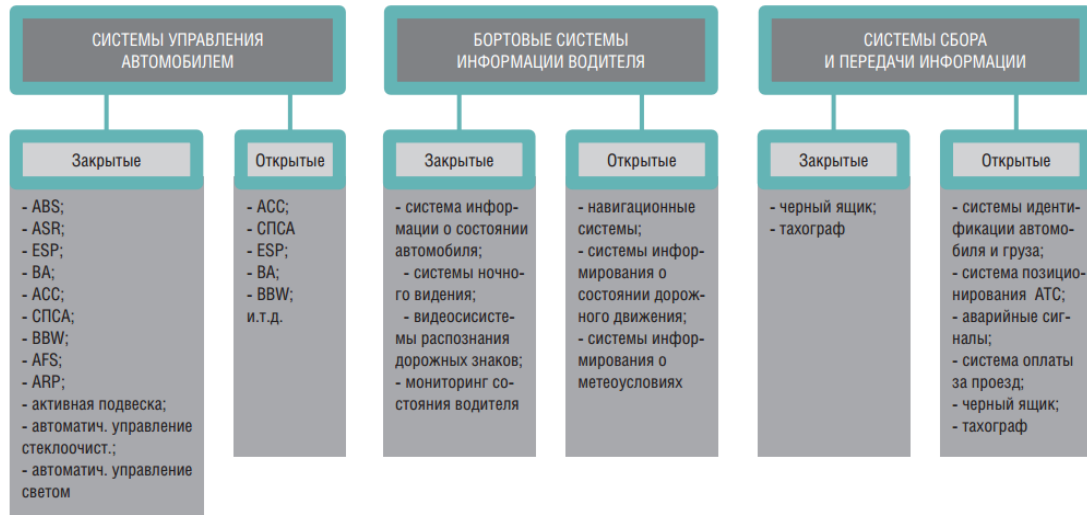 СИСТЕМЫ УПРАВЛЕНИЯ
АВТОМОБИЛЕМ
Закрытые
- ABS;
- ASR;
- ESP;
- BA;
- ACC;
- СПСА;
- BBW;
- AFS;
- ARP;
- активная подвеска;
- автоматич. управление
стеклоочист.;
- автоматич. управление
светом
Открытые
- ACC;
- СПСА
- ESP;
- BA;
- BBW;
и.т.д.
БОРТОВЫЕ СИСТЕМЫ
ИНФОРМАЦИИ ВОДИТЕЛЯ
Закрытые
- система инфор-
мации о состоянии
автомобиля;
- системы ночно-
го видения;
- видеосисисте-
мы распознания
дорожных знаков;
- мониторинг со-
стояния водителя
Открытые
- навигационные
системы;
- системы инфор-
мирования о
состоянии дорож-
ного движения;
- системы инфор-
мирования о
метеоусловиях
СИСТЕМЫ СБОРА
И ПЕРЕДАЧИ ИНФОРМАЦИИ
Закрытые
- черный ящик;
- тахограф
Открытые
- системы иденти-
фикации автомо-
биля и груза;
- система позицио-
нирования АТС;
- аварийные сиг-
налы;
- система оплаты
за проезд;
- черный ящик;
- тахограф